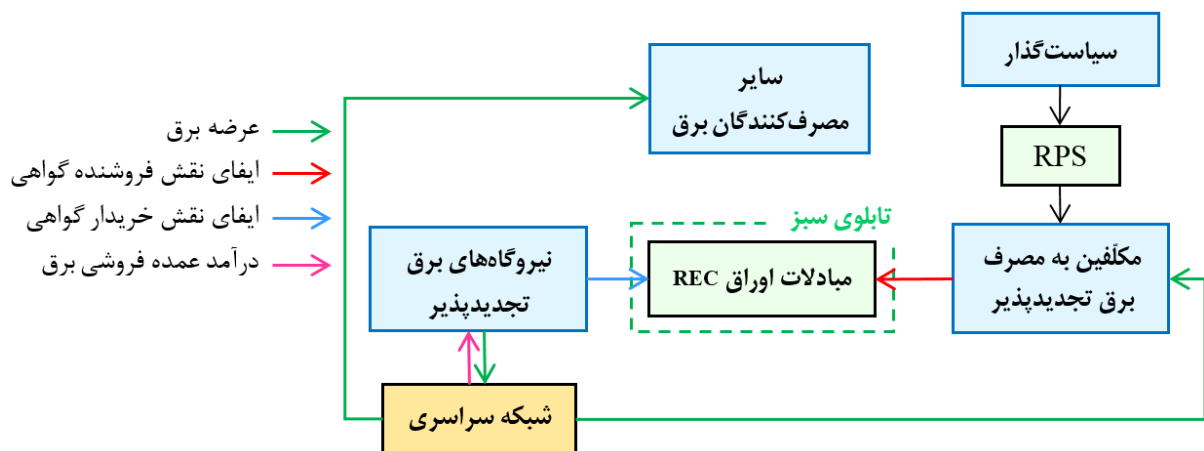 سیاست‌گذار
سایر
مصرف‌کنندگان برق
عرضه برق
ایفای نقش فروشنده گواهی
ایفای نقش خریدار گواهی
درآمد عمده فروشی برق
RPS
تابلوی سبز
مکلّفین به مصرف
برق تجدیدپذیر
مبادلات اوراق REC
نیروگاه‌های برق
تجدیدپذیر
شبکه سراسری